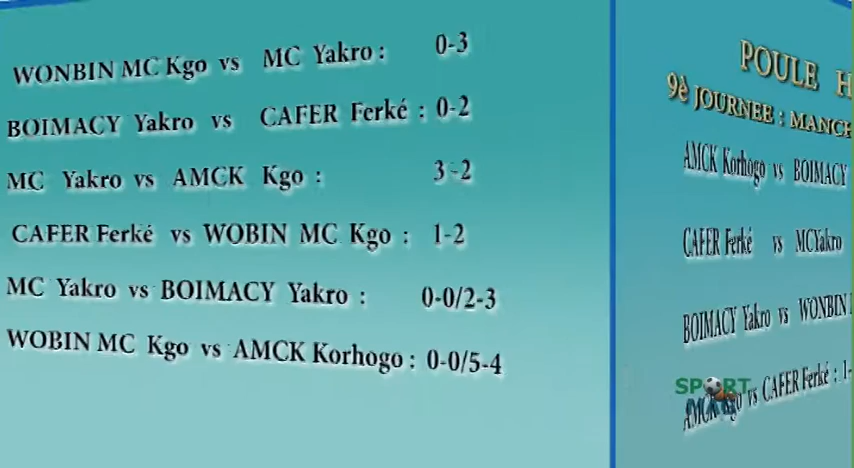 WONBIN MC Kgo vs MC Yakro : 0-3
BOIMACY Yakro vs CAFER Ferké : 0-2
MC Yakro vs AMCK Kgo : 3-2
CAFER Ferké vs WOBIN MC Kgo : 1-2
MC Yakro vs BOIMACY Yakro : 0-0/2-3
WOBIN MC Kgo vs AMCK Korhogo : 0-0/5-4
POULE H
9è JOURNEE : MANCH
AMCK Korhogo vs BOIMACY
CAFER Ferké vs MCYakro
BOIMACY Yakro vs WONBIN
AMCK Kgo vs CAFER Ferké : 1-
SPORT